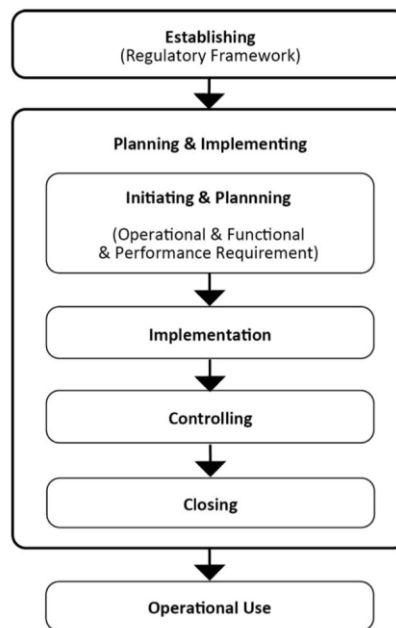 Establishing
(Regulatory Framework)
Planning & Implementing
Initiating & Plannning
(Operational & Functional
& Performance Requirement)
Implementation
Controlling
Closing
Operational Use